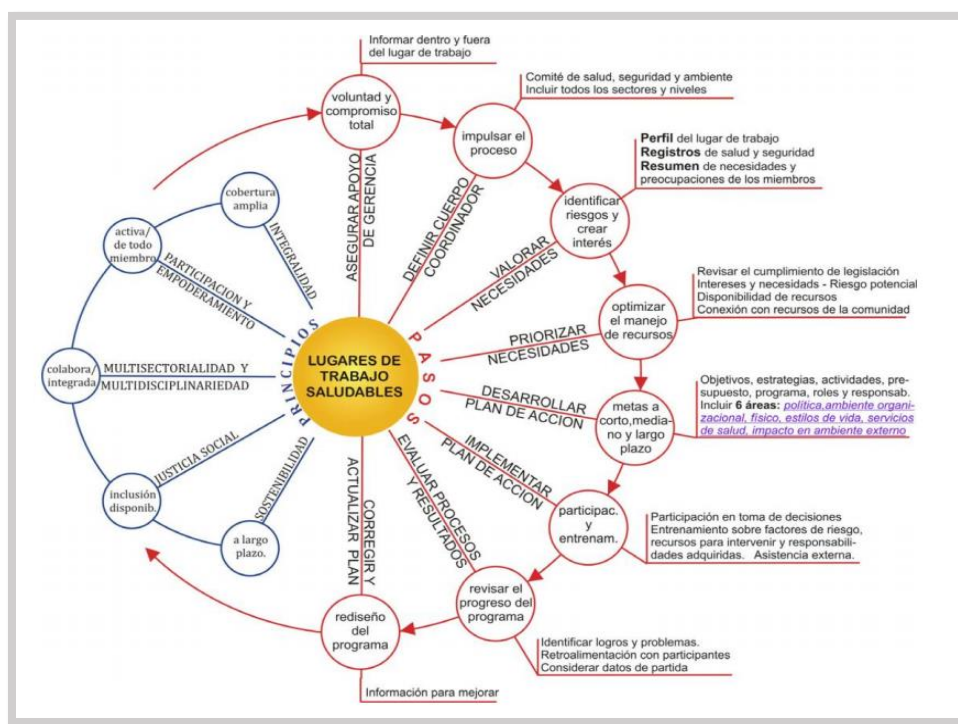 Informar dentro y fuera
del lugar de trabajo
voluntad y
compromiso
total
ASEGURAR APOYO
DE GERENCIA
Comité de salud, seguridad y ambiente
Incluir todos los sectores y niveles
impulsar el
proceso
DEFINIR CUERPO
COORDINADOR
Perfil del lugar de trabajo
Registros de salud y seguridad
Resumen de necesidades y
preocupaciones de los miembros
identificar
riesgos y
crear
interés
VALORAR
NECESIDADES
Revisar el cumplimiento de legislación
Intereses y necesidads - Riesgo potencial
Disponibilidad de recursos
Conexión con recursos de la comunidad
optimizar
el manejo
de recursos
PRIORIZAR
NECESIDADES
Objetivos, estrategias, actividades, pre-
supuesto, programa, roles y responsab.
Incluir 6 áreas: política,ambiente organi-
zacional, físico, estilos de vida, servicios
de salud, impacto en ambiente externo
metas a
corto,media-
no y largo
plazo
DESARROLLAR
PLAN DE ACCION
Participación en toma de decisiones
Entrenamiento sobre factores de riesgo,
recursos para intervenir y responsabili-
dades adquiridas. Asistencia externa.
participac.
y
entrenam.
IMPLEMENTAR
PLAN DE ACCION
Identificar logros y problemas.
Retroalimentación con participantes
Considerar datos de partida
revisar el
progreso del
programa
EVALUAR PROCESOS
Y RESULTADOS
Información para mejorar
rediseño
del
programa
CORREGIR Y
ACTUALIZAR PLAN
PASOS
LUGARES DE
TRABAJO
SALUDABLES
PRINCIPIOS
cobertura
amplia
INTEGRALIDAD
activa/
de todo
miembro
PARTICIPACION Y
EMPODERAMIENTO
colabora/
integrada
MULTISECTORIALIDAD Y
MULTIDISCIPLINARIEDAD
inclusión
disponib.
JUSTICIA SOCIAL
a largo
plazo.
SOSTENIBILIDAD